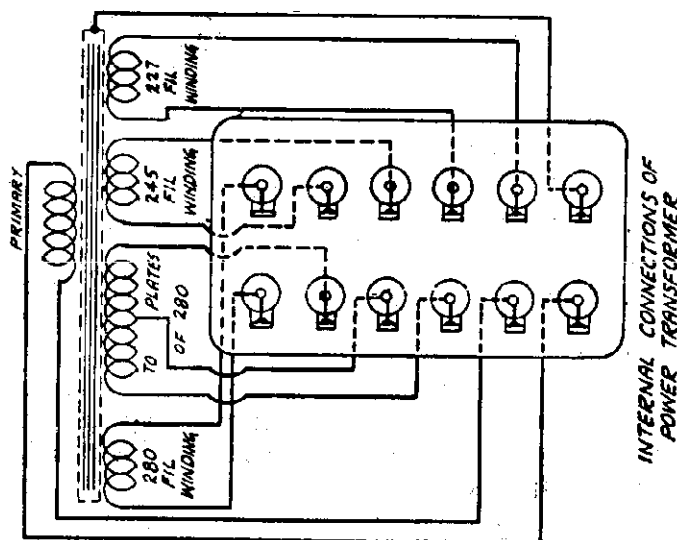 PRIMARY
227
FIL
WINDING
245
FIL
WINDING
PLATES
TO OF 280
280
FIL
WINDING
INTERNAL CONNECTIONS OF
POWER TRANSFORMER